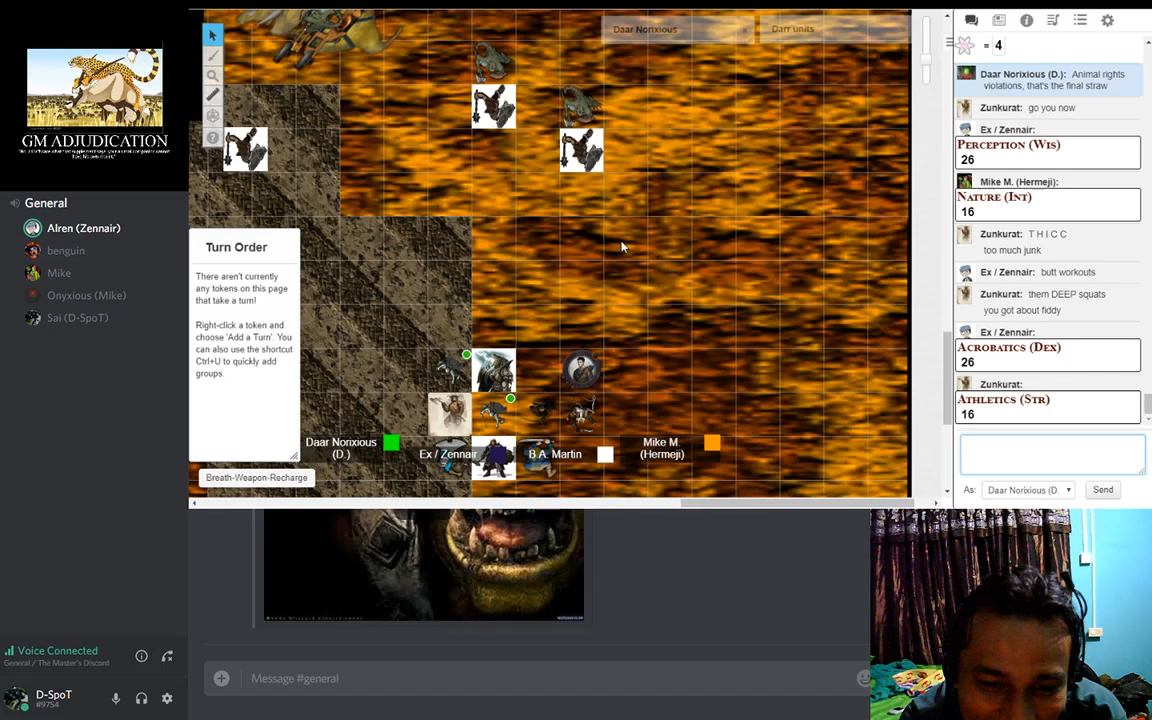 GM ADJUDICATION
General
Alren (Zennair)
benguin
Mike
Onyxious (Mike)
Sai (D-SpoT)
Voice Connected
General / The Master's Discord
D-SpoT
#9754
Daar Norixious
Darr units
Turn Order
There aren't currently
any tokens on this page
that take a turn!
Right-click a token and
choose 'Add a Turn'. You
can also use the shortcut
Ctrl+U to quickly add
groups.
Breath-Weapon-Recharge
Daar Norixious
(D.)
Ex / Zennair
B.A. Martin
Mike M.
(Hermeji)
Message #general
= 4
Daar Norixious (D.): Animal rights
violations, that's the final straw
Zunkurat: go you now
Ex / Zennair:
PERCEPTION (WIS)
26
Mike M. (Hermeji):
NATURE (INT)
16
Zunkurat: T H I C C
too much junk
Ex / Zennair: butt workouts
Zunkurat: them DEEP squats
you got about fiddy
Ex / Zennair:
ACROBATICS (DEX)
26
Zunkurat:
ATHLETICS (STR)
16
As: Daar Norixious (D. Send